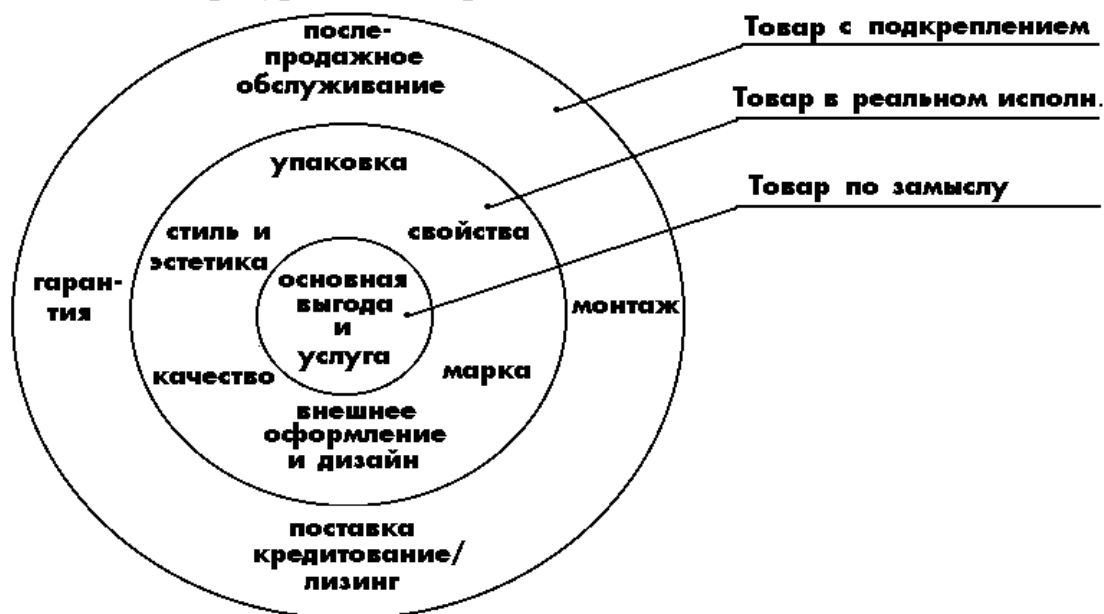 после-
продажное
обслуживание
Товар с подкреплением
Товар в реальном исполн.
Товар по замыслу
упаковка
стиль и
эстетика
свойства
гаран-
тия
основная
выгода
и
услуга
монтаж
качество
марка
внешнее
оформление
и дизайн
поставка
кредитование/
лизинг